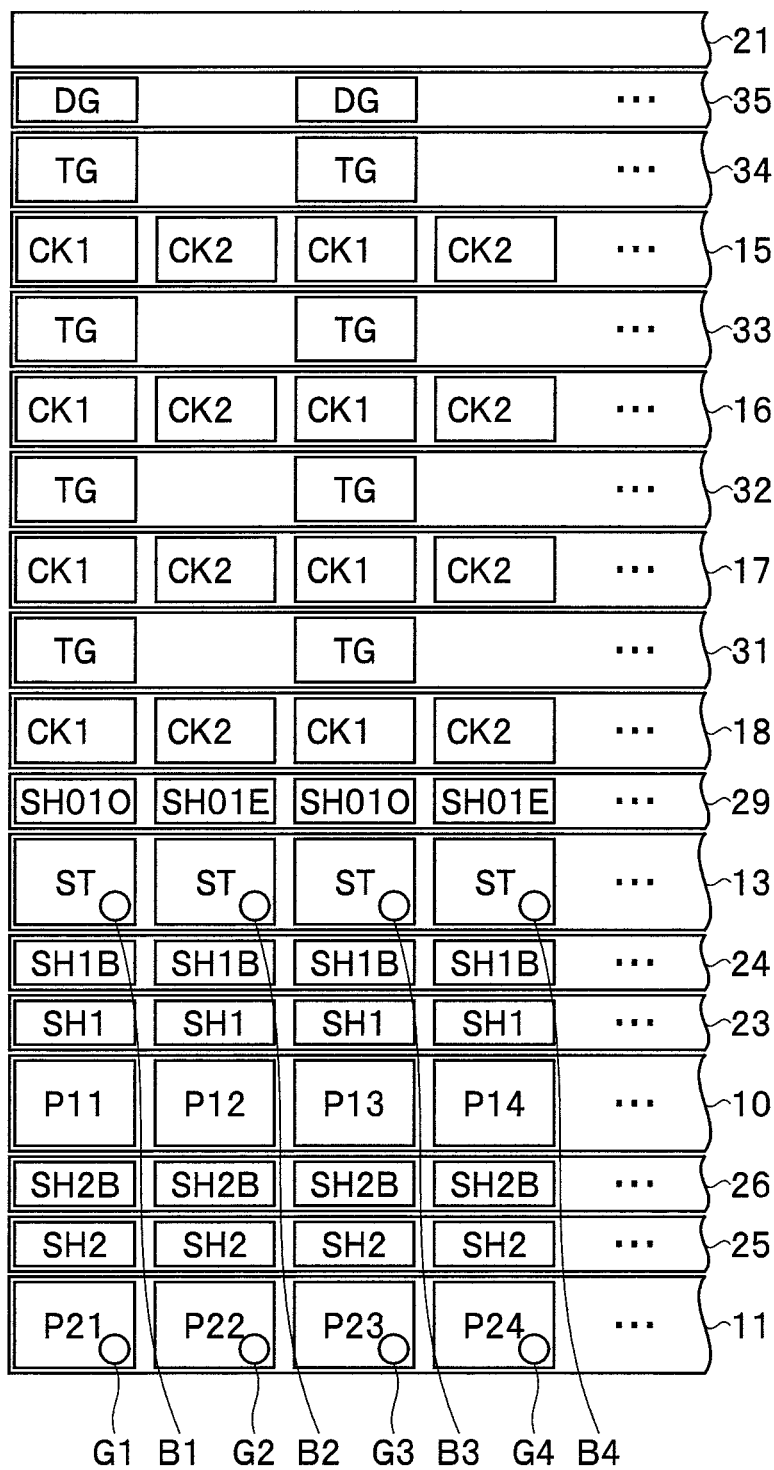 21
DG DG ... 35
TG TG ... 34
CK1 CK2 CK1 CK2 ... 15
TG TG ... 33
CK1 CK2 CK1 CK2 ... 16
TG TG ... 32
CK1 CK2 CK1 CK2 ... 17
TG TG ... 31
CK1 CK2 CK1 CK2 ... 18
SH01O SH01E SH01O SH01E ... 29
ST ST ST ST ... 13
SH1B SH1B SH1B SH1B ... 24
SH1 SH1 SH1 SH1 ... 23
P11 P12 P13 P14 ... 10
SH2B SH2B SH2B SH2B ... 26
SH2 SH2 SH2 SH2 ... 25
P21 P22 P23 P24 ... 11
G1 B1 G2 B2 G3 B3 G4 B4